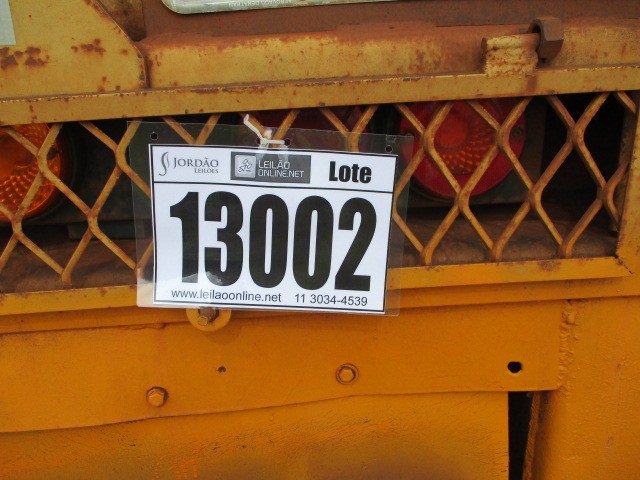 JORDÃO LEILÕES LEILÃO ONLINE.NET Lote
13002
www.leilaoonline.net 11 3034-4539